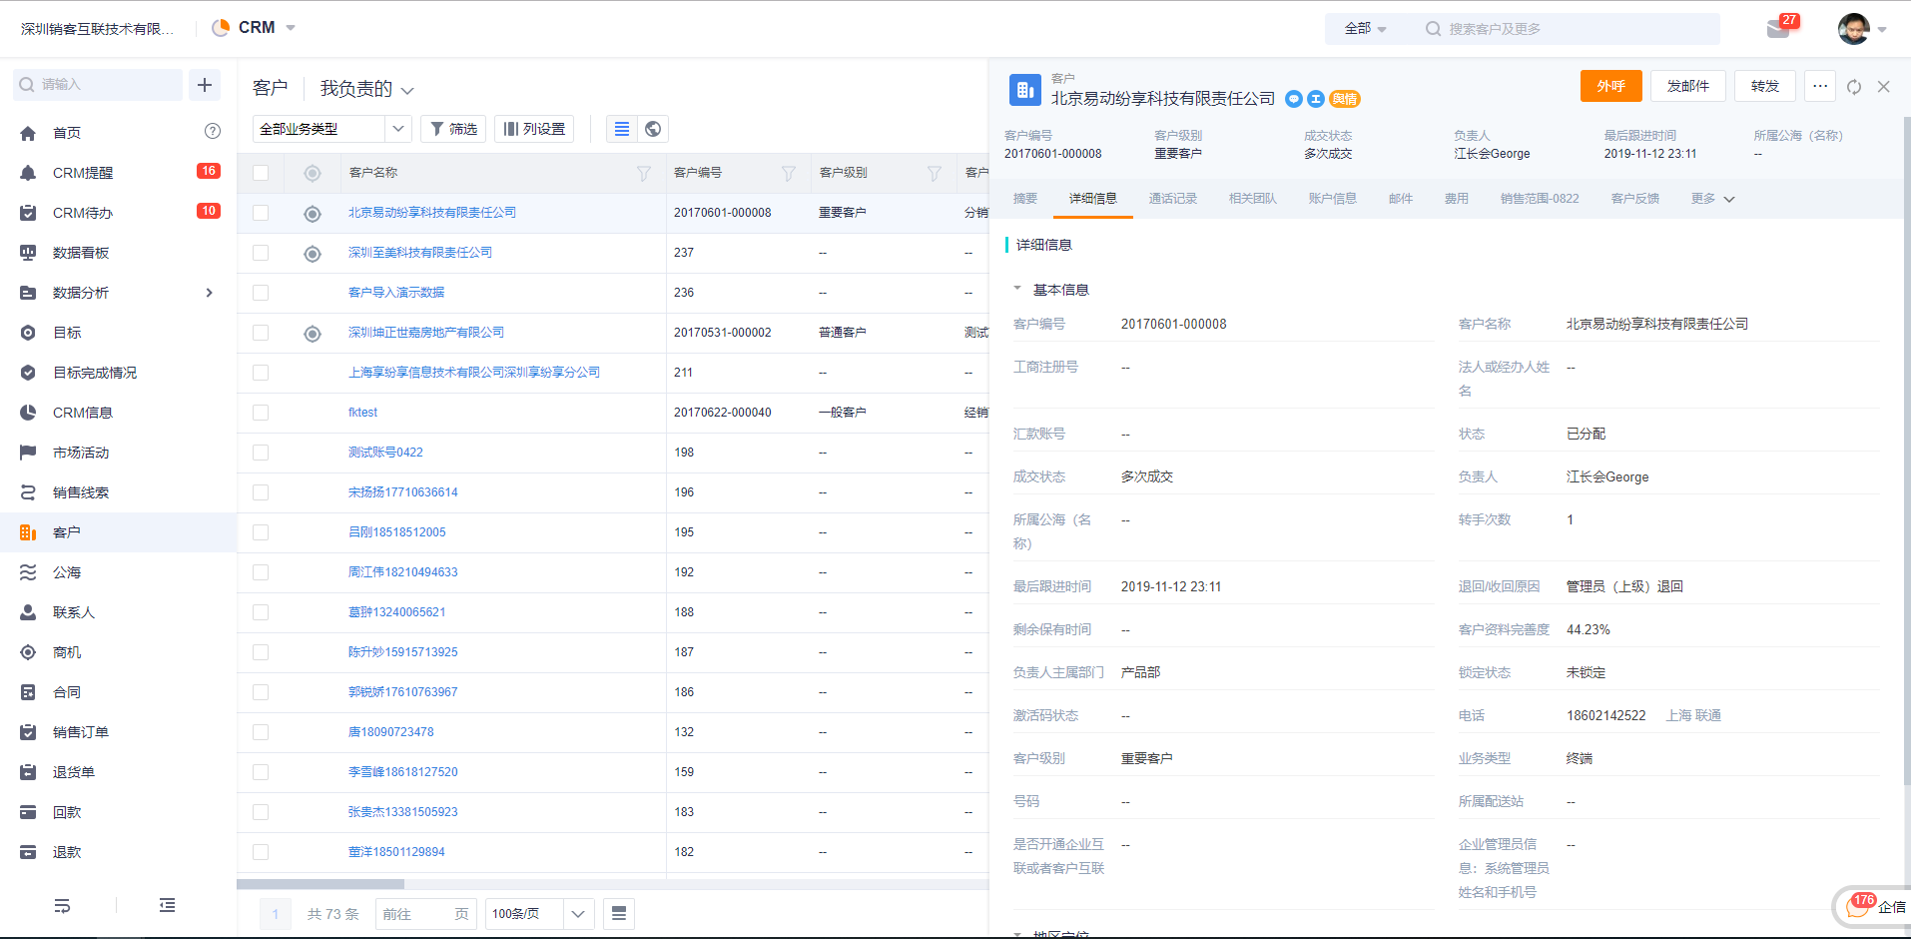 深圳销客互联技术有限...
CRM
全部
搜索客户及更多
27
请输入
首页
CRM提醒
16
CRM待办
10
数据看板
数据分析
目标
目标完成情况
CRM信息
市场活动
销售线索
客户
公海
联系人
商机
合同
销售订单
退货单
回款
退款
客户
我负责的
全部业务类型
筛选
列设置
客户名称 客户编号 客户级别 客户
北京易动纷享科技有限责任公司 20170601-000008 重要客户 分销
深圳至美科技有限责任公司 237 -- --
客户导入演示数据 236 -- --
深圳坤正世嘉房地产有限公司 20170531-000002 普通客户 测试
上海享纷享信息技术有限公司深圳享纷享分公司 211 -- --
fktest 20170622-000040 一般客户 经销
测试账号0422 198 -- --
宋扬扬17710636614 196 -- --
吕刚18518512005 195 -- --
周江伟18210494633 192 -- --
葛翀13240065621 188 -- --
陈升妙15915713925 187 -- --
郭锐娇17610763967 186 -- --
唐18090723478 132 -- --
李雪峰18618127520 159 -- --
张麦杰13381505923 183 -- --
董洋18501129894 182 -- --
1
共 73 条
前往 页
100条/页
客户
北京易动纷享科技有限责任公司
舆情
外呼
发邮件
转发
...
客户编号 客户级别 成交状态 负责人 最后跟进时间 所属公海（名称）
20170601-000008 重要客户 多次成交 江长会George 2019-11-12 23:11 --
摘要 详细信息 通话记录 相关团队 账户信息 邮件 费用 销售范围-0822 客户反馈 更多
详细信息
基本信息
客户编号 20170601-000008 客户名称 北京易动纷享科技有限责任公司
工商注册号 -- 法人或经办人姓名 --
汇款账号 -- 状态 已分配
成交状态 多次成交 负责人 江长会George
所属公海（名称） -- 转手次数 1
最后跟进时间 2019-11-12 23:11 退回/收回原因 管理员（上级）退回
剩余保有时间 -- 客户资料完善度 44.23%
负责人主属部门 产品部 锁定状态 未锁定
激活码状态 -- 电话 18602142522 上海 联通
客户级别 重要客户 业务类型 终端
号码 -- 所属配送站 --
是否开通企业互联或者客户互联 -- 企业管理员信息：系统管理员姓名和手机号 --
地区定位
176
企信